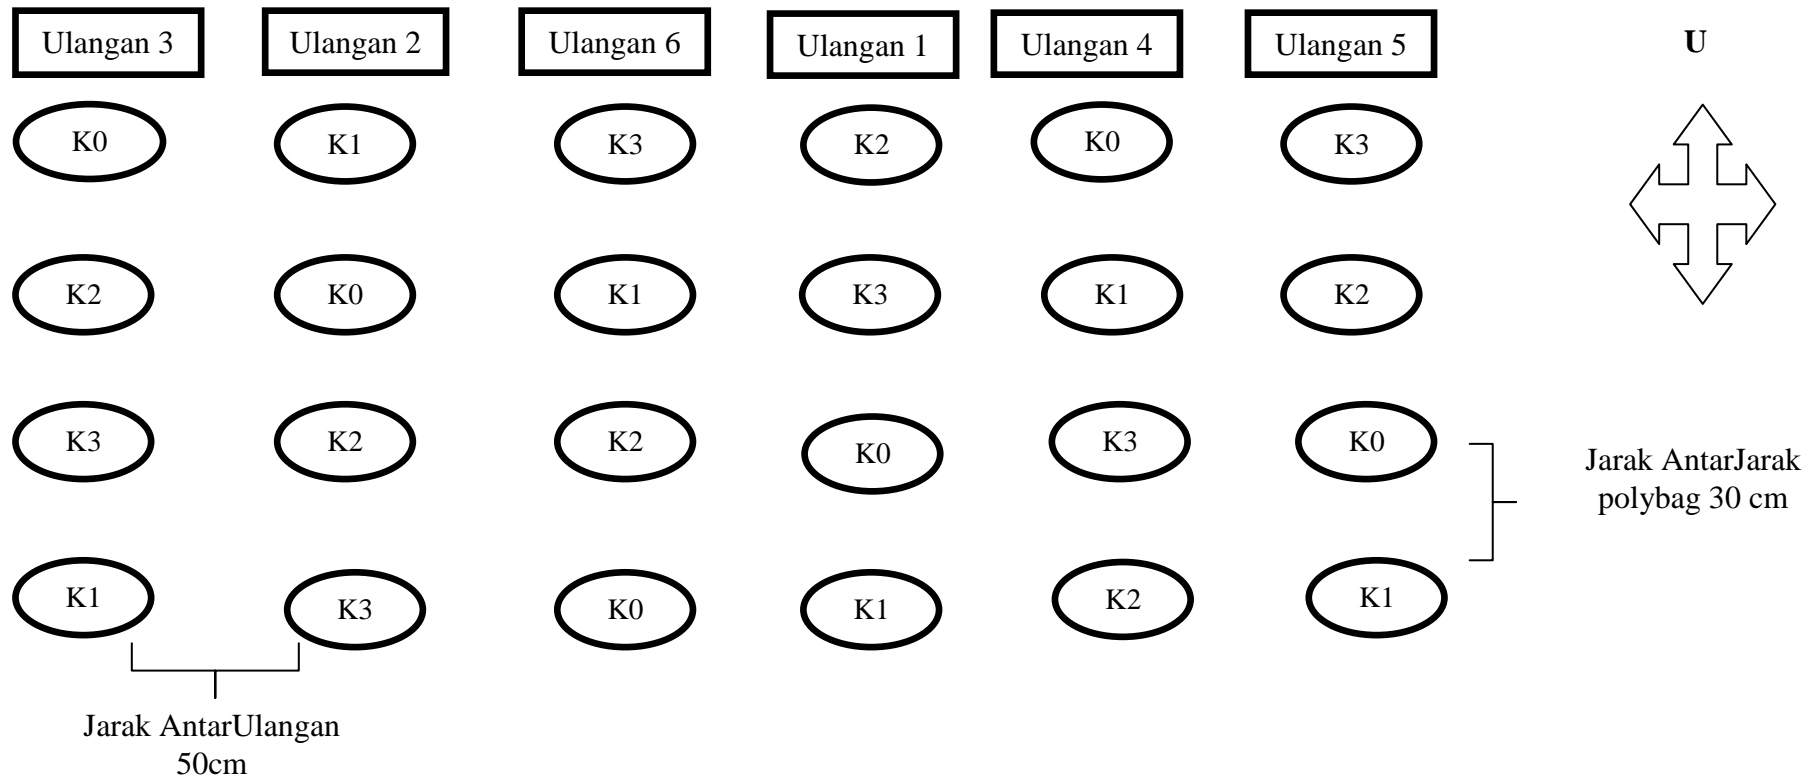 Ulangan 3 Ulangan 2 Ulangan 6 Ulangan 1 Ulangan 4 Ulangan 5 U
K0 K1 K3 K2 K0 K3
K2 K0 K1 K3 K1 K2
K3 K2 K2 K0 K3 K0
Jarak AntarJarak
polybag 30 cm
K1 K3 K0 K1 K2 K1
Jarak AntarUlangan
50cm